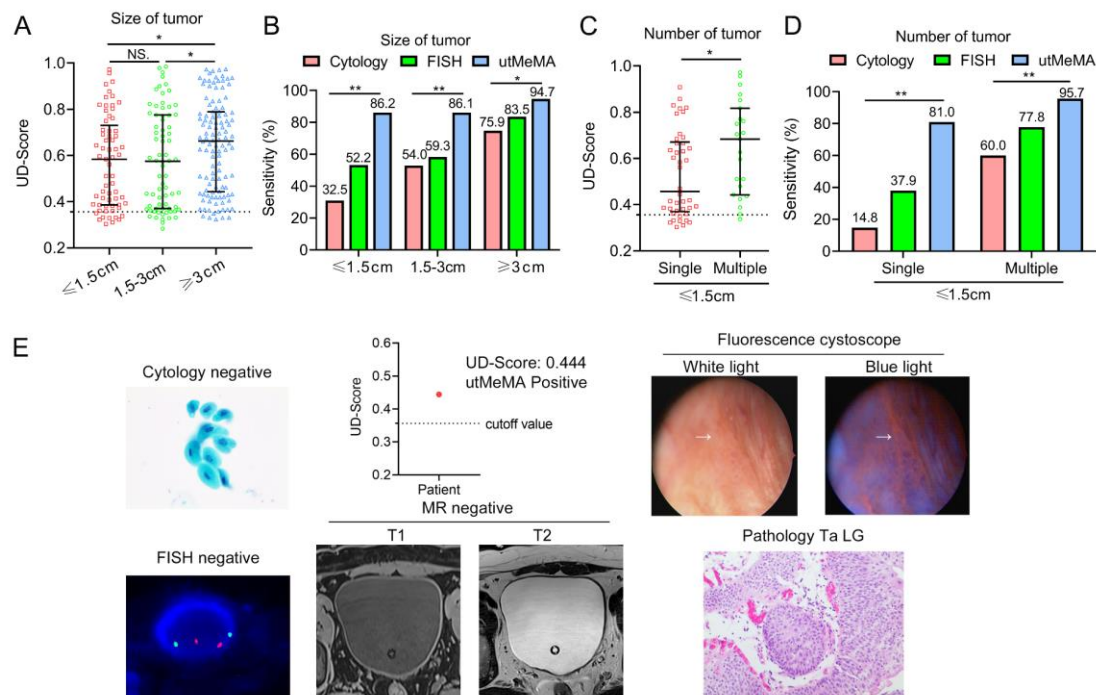 A
Size of tumor
*
NS.
*
UD-Score
1.0
0.8
0.6
0.4
0.2
≤1.5cm
1.5-3cm
≥3cm
B
Size of tumor
Cytology FISH utMeMA
Sensitivity (%)
100
80
60
40
20
0
** ** *
32.5 52.2 86.2
54.0 59.3 86.1
75.9 83.5 94.7
≤1.5cm 1.5-3cm ≥3cm
C
Number of tumor
*
UD-Score
1.0
0.8
0.6
0.4
0.2
Single Multiple
≤1.5cm
D
Number of tumor
Cytology FISH utMeMA
Sensitivity (%)
100
80
60
40
20
0
** **
14.8 37.9 81.0
60.0 77.8 95.7
Single Multiple
≤1.5cm
E
Cytology negative
UD-Score
0.6
0.5
0.4
0.3
0.2
UD-Score: 0.444
utMeMA Positive
cutoff value
Patient
Fluorescence cystoscope
White light Blue light
FISH negative
MR negative
T1 T2
Pathology Ta LG